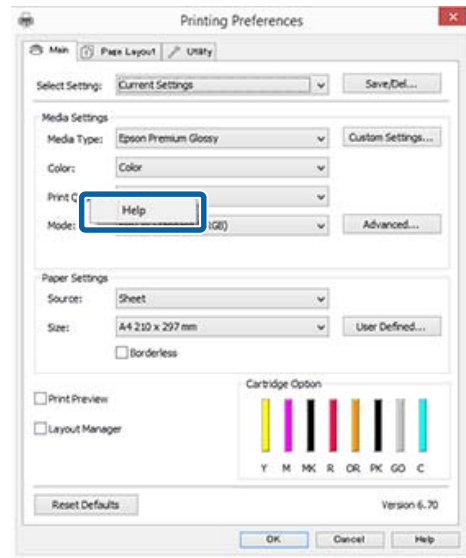 Printing Preferences
Main Page Layout Utility
Select Setting: Current Settings Save/Del...
Media Settings
Media Type: Epson Premium Glossy Custom Settings...
Color: Color
Print Q
Help
Mode: Advanced...
Paper Settings
Source: Sheet
Size: A4 210 x 297 mm User Defined...
Borderless
Print Preview
Layout Manager
Cartridge Option
Y M MK R OR PK GO C
Reset Defaults Version 6.70
OK Cancel Help